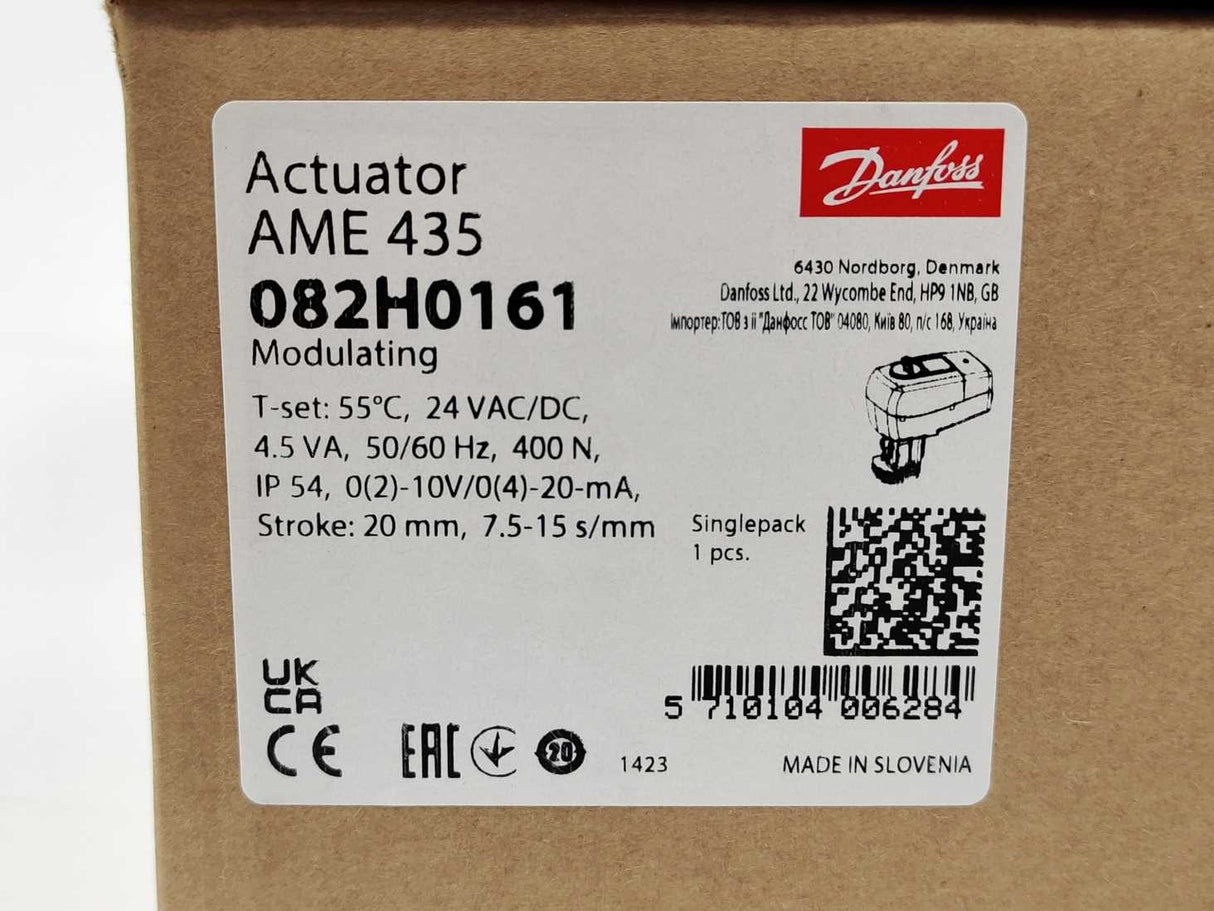 Actuator
AME 435
082H0161
Modulating
T-set: 55°C, 24 VAC/DC,
4.5 VA, 50/60 Hz, 400 N,
IP 54, 0(2)-10V/0(4)-20-mA,
Stroke: 20 mm, 7.5-15 s/mm
Danfoss
6430 Nordborg, Denmark
Danfoss Ltd., 22 Wycombe End, HP9 1NB, GB
Імпортер:ТОВ з іі "Данфосс ТОВ" 04080, Київ 80, п/с 168, Україна
Singlepack
1 pcs.
UK
CA
CE EAC 20 1423
5 710104 006284
MADE IN SLOVENIA